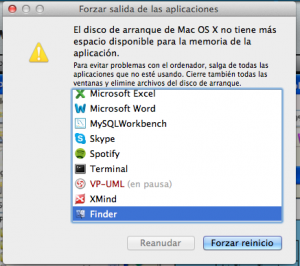 Forzar salida de las aplicaciones
El disco de arranque de Mac OS X no tiene más
espacio disponible para la memoria de la
aplicación.
Para evitar problemas con el ordenador, salga de todas las
aplicaciones que no esté usando. Cierre también todas las
ventanas y elimine archivos del disco de arranque.
Microsoft Excel
Microsoft Word
MySQLWorkbench
Skype
Spotify
Terminal
VP-UML (en pausa)
XMind
Finder
Reanudar
Forzar reinicio